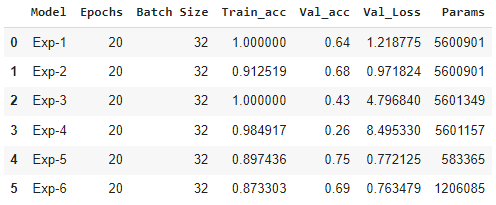 Model Epochs Batch Size Train_acc Val_acc Val_Loss Params
0 Exp-1 20 32 1.000000 0.64 1.218775 5600901
1 Exp-2 20 32 0.912519 0.68 0.971824 5600901
2 Exp-3 20 32 1.000000 0.43 4.796840 5601349
3 Exp-4 20 32 0.984917 0.26 8.495330 5601157
4 Exp-5 20 32 0.897436 0.75 0.772125 583365
5 Exp-6 20 32 0.873303 0.69 0.763479 1206085